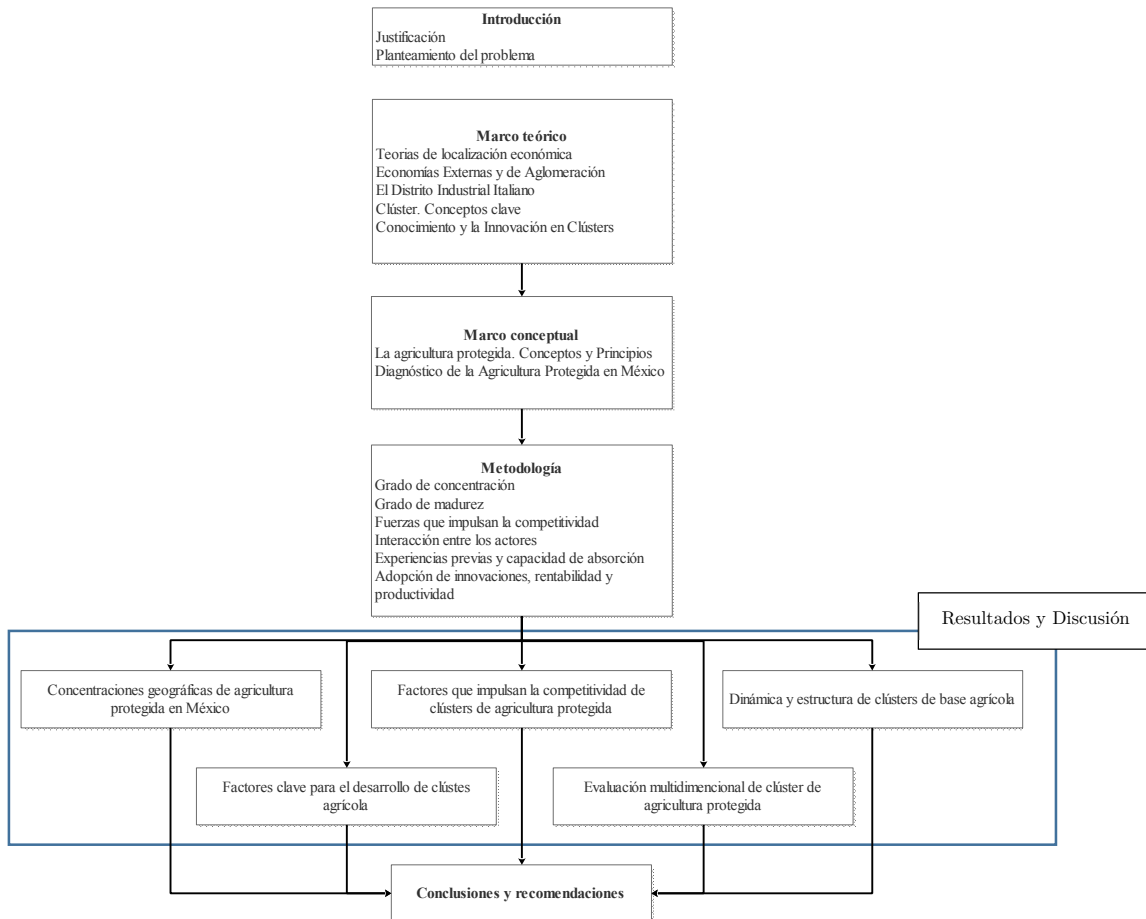 Introducción
Justificación
Planteamiento del problema
Marco teórico
Teorias de localización económica
Economías Externas y de Aglomeración
El Distrito Industrial Italiano
Clúster. Conceptos clave
Conocimiento y la Innovación en Clústers
Marco conceptual
La agricultura protegida. Conceptos y Principios
Diagnóstico de la Agricultura Protegida en México
Metodología
Grado de concentración
Grado de madurez
Fuerzas que impulsan la competitividad
Interacción entre los actores
Experiencias previas y capacidad de absorción
Adopción de innovaciones, rentabilidad y
productividad
Resultados y Discusión
Concentraciones geográficas de agricultura
protegida en México
Factores que impulsan la competitividad de
clústers de agricultura protegida
Dinámica y estructura de clústers de base agrícola
Factores clave para el desarrollo de clústes
agrícola
Evaluación multidimencional de clúster de
agricultura protegida
Conclusiones y recomendaciones